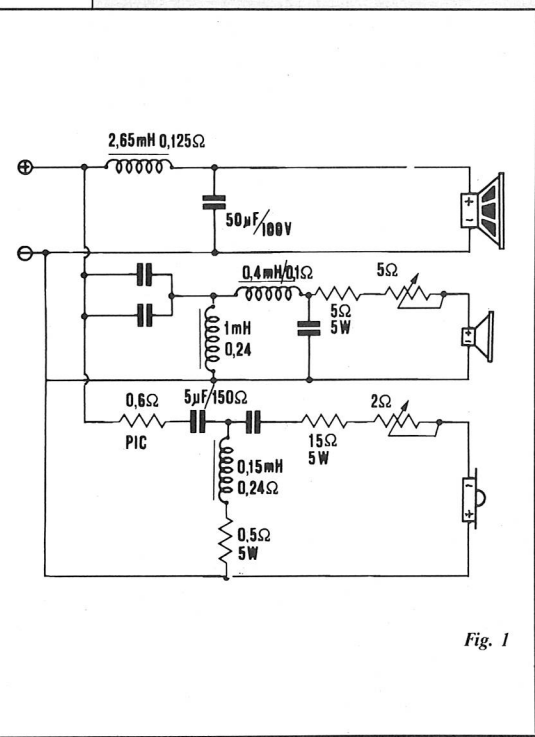 2,65mH 0,125Ω
50µF/100V
0,4mH/0,1Ω
5Ω
5Ω
5W
1mH
0,24
0,6Ω
PIC
5µF 150Ω
2Ω
15Ω
5W
0,15mH
0,24Ω
0,5Ω
5W
Fig. 1